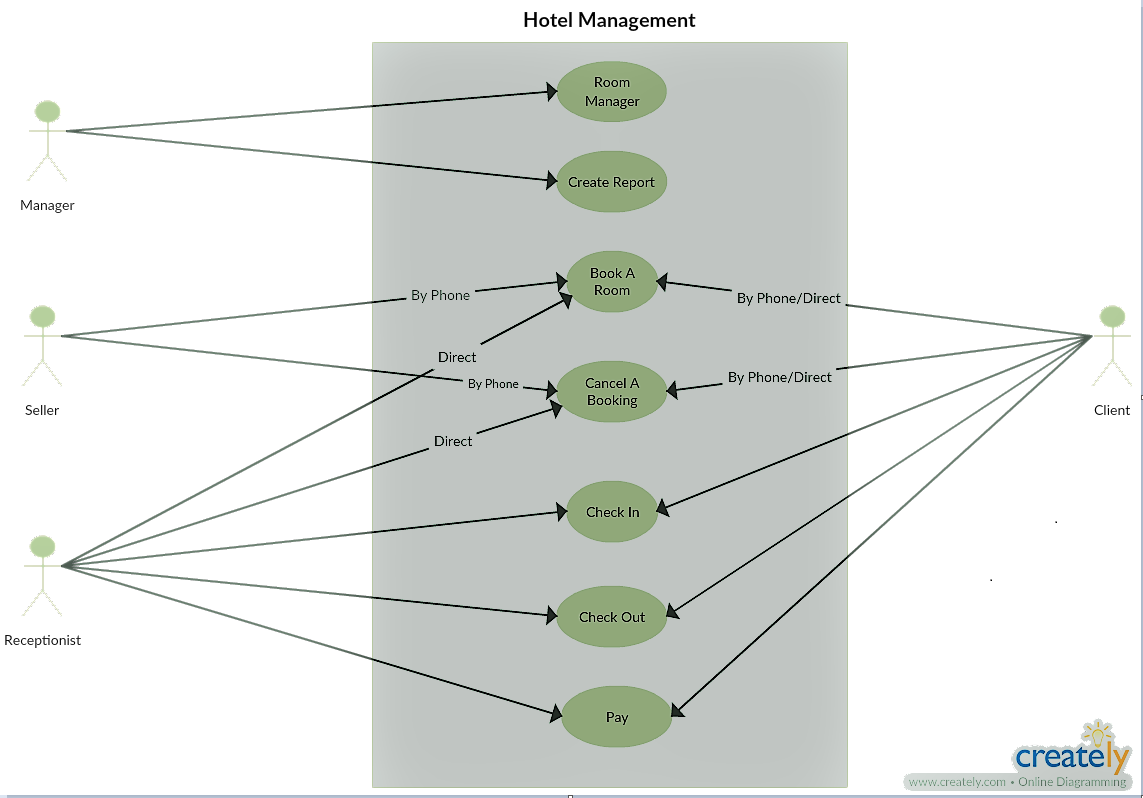 Hotel Management
Room
Manager
Create Report
Manager
Book A
Room
By Phone
By Phone/Direct
Direct
Cancel A
Booking
By Phone
By Phone/Direct
Seller
Client
Direct
Check In
Check Out
Receptionist
Pay
creately
www.creately.com • Online Diagramming